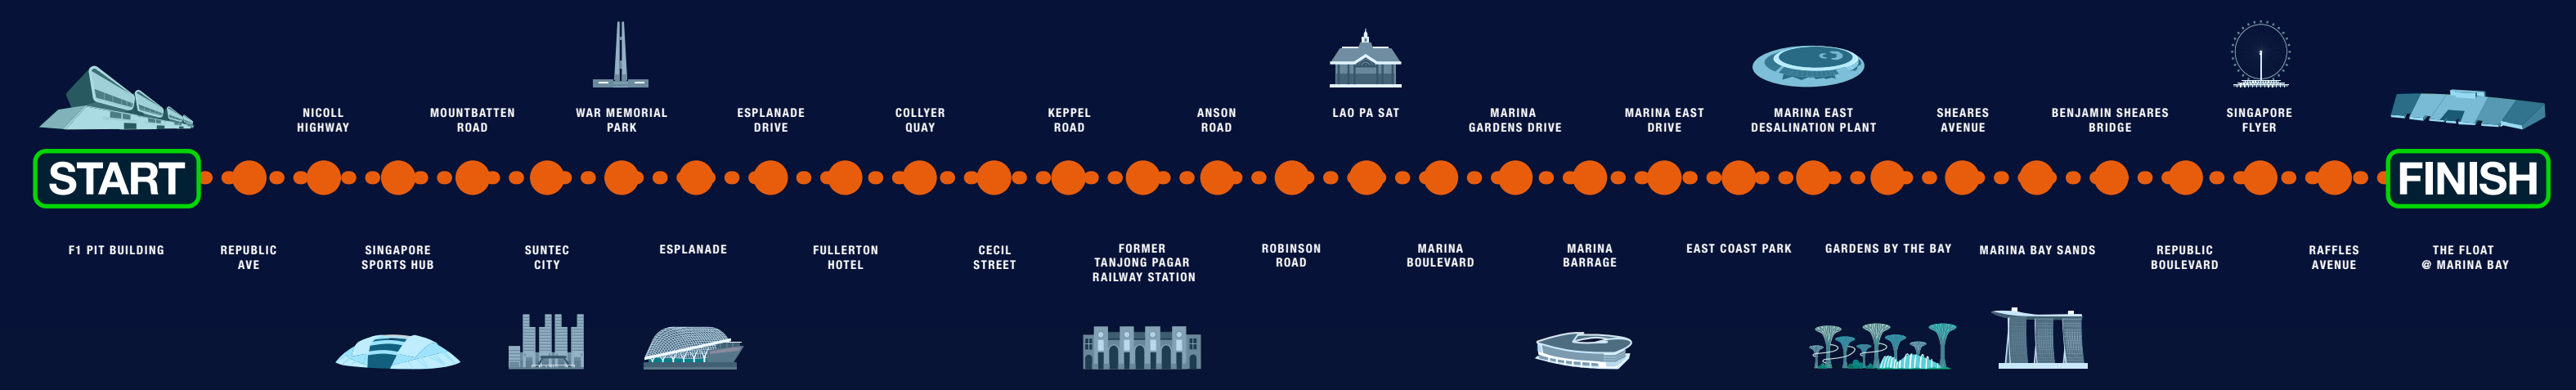 NICOLL
HIGHWAY
MOUNTBATTEN
ROAD
WAR MEMORIAL
PARK
ESPLANADE
DRIVE
COLLYER
QUAY
KEPPEL
ROAD
ANSON
ROAD
LAO PA SAT
MARINA
GARDENS DRIVE
MARINA EAST
DRIVE
MARINA EAST
DESALINATION PLANT
SHEARES
AVENUE
BENJAMIN SHEARES
BRIDGE
SINGAPORE
FLYER
START
FINISH
F1 PIT BUILDING
REPUBLIC
AVE
SINGAPORE
SPORTS HUB
SUNTEC
CITY
ESPLANADE
FULLERTON
HOTEL
CECIL
STREET
FORMER
TANJONG PAGAR
RAILWAY STATION
ROBINSON
ROAD
MARINA
BOULEVARD
MARINA
BARRAGE
EAST COAST PARK
GARDENS BY THE BAY
MARINA BAY SANDS
REPUBLIC
BOULEVARD
RAFFLES
AVENUE
THE FLOAT
@ MARINA BAY